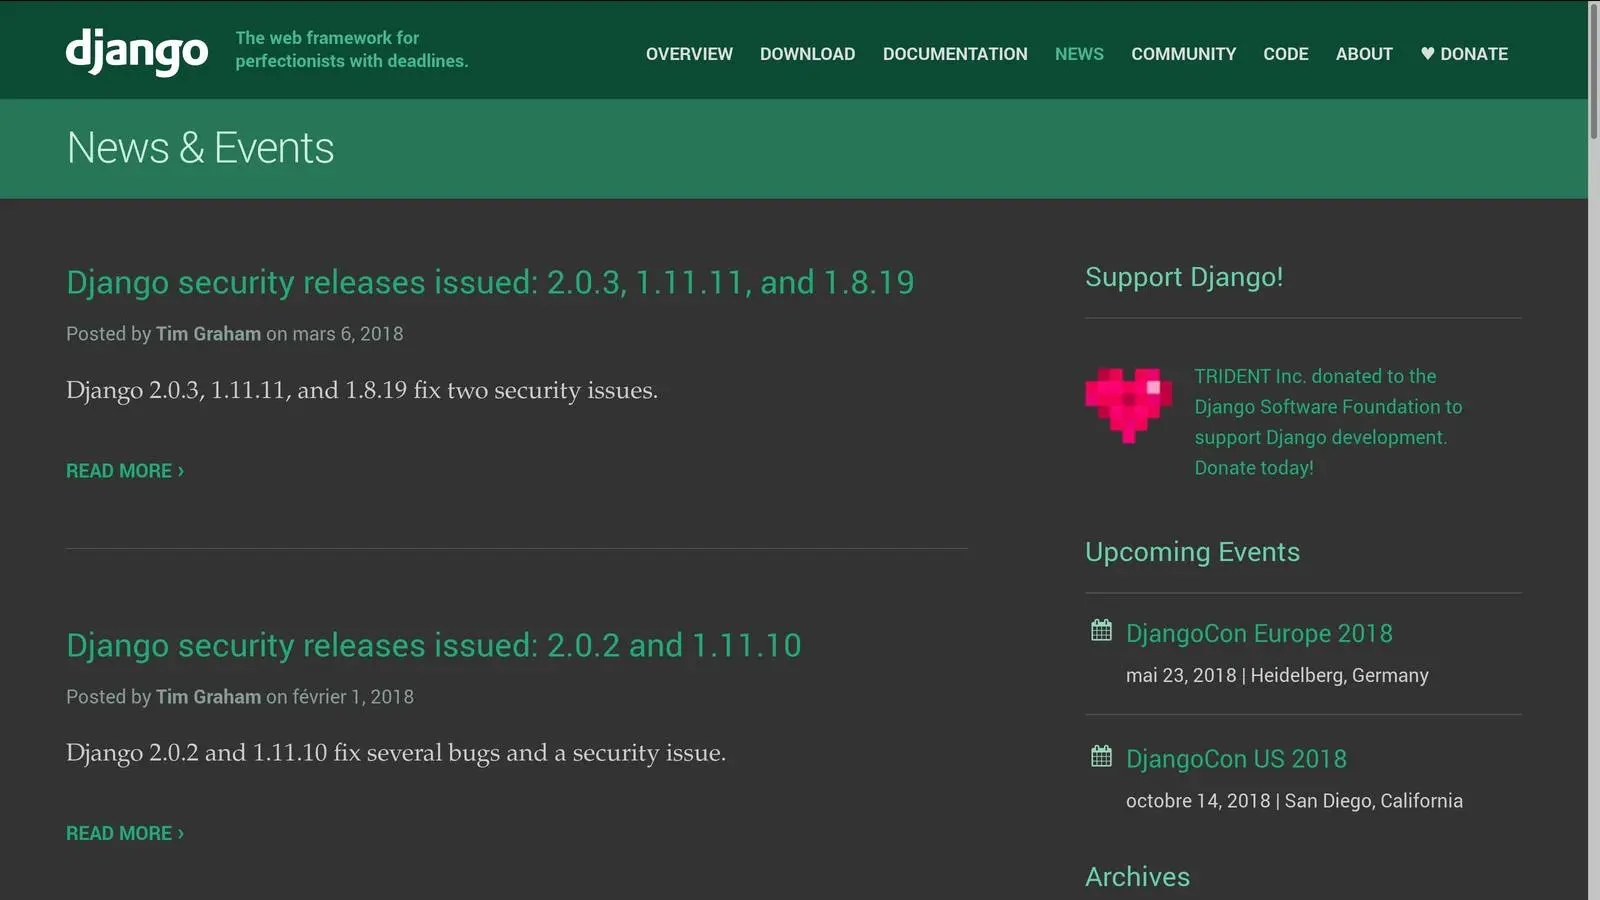 django
The web framework for
perfectionists with deadlines.
OVERVIEW DOWNLOAD DOCUMENTATION NEWS COMMUNITY CODE ABOUT ♥ DONATE
News & Events
Django security releases issued: 2.0.3, 1.11.11, and 1.8.19
Posted by Tim Graham on mars 6, 2018
Django 2.0.3, 1.11.11, and 1.8.19 fix two security issues.
READ MORE ›
Django security releases issued: 2.0.2 and 1.11.10
Posted by Tim Graham on février 1, 2018
Django 2.0.2 and 1.11.10 fix several bugs and a security issue.
READ MORE ›
Support Django!
TRIDENT Inc. donated to the
Django Software Foundation to
support Django development.
Donate today!
Upcoming Events
DjangoCon Europe 2018
mai 23, 2018 | Heidelberg, Germany
DjangoCon US 2018
octobre 14, 2018 | San Diego, California
Archives